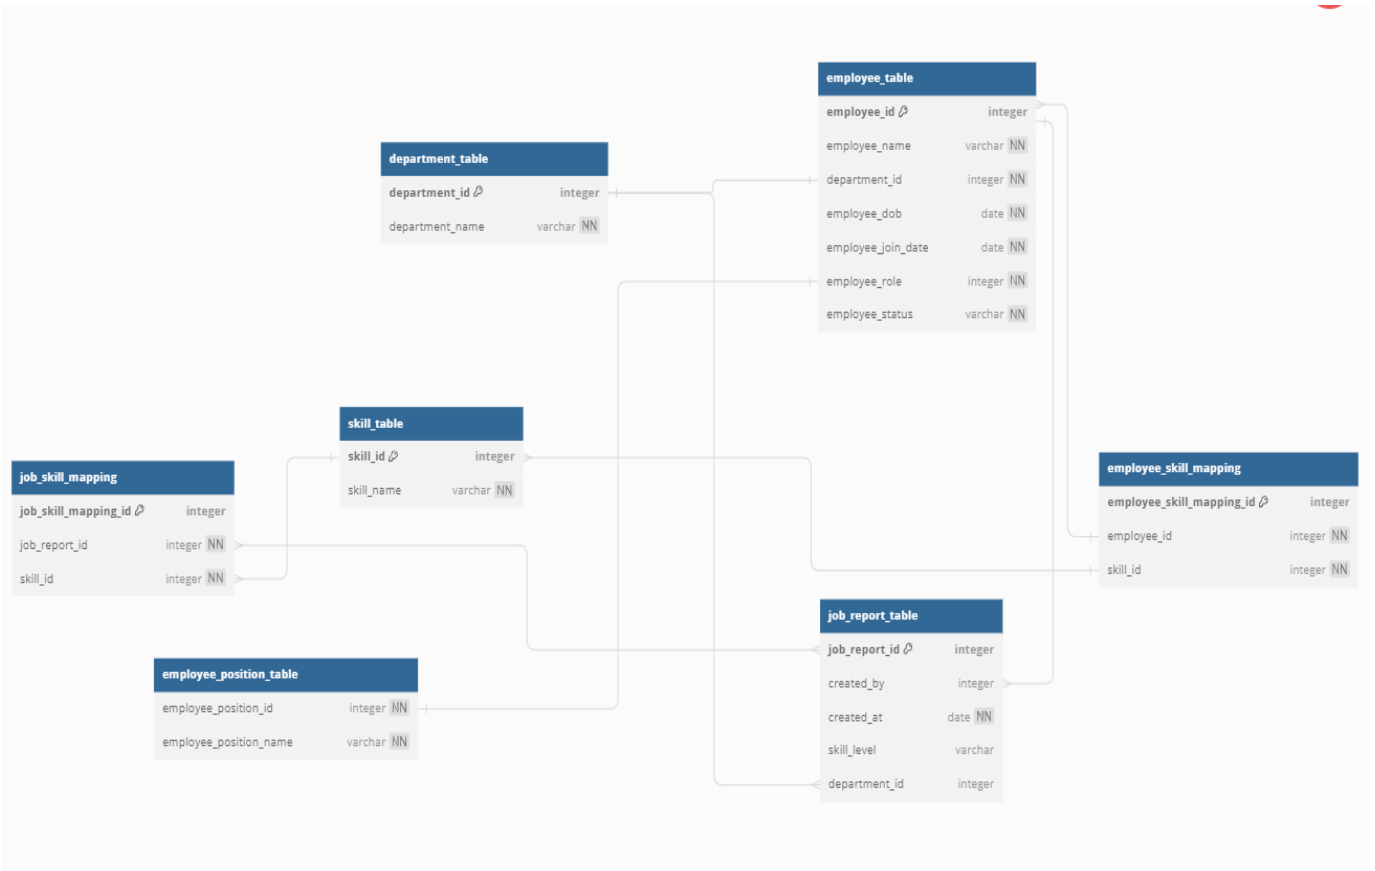 employee_table
employee_id integer
employee_name varchar NN
department_id integer NN
employee_dob date NN
employee_join_date date NN
employee_role integer NN
employee_status varchar NN
department_table
department_id integer
department_name varchar NN
skill_table
skill_id integer
skill_name varchar NN
job_skill_mapping
job_skill_mapping_id integer
job_report_id integer NN
skill_id integer NN
employee_skill_mapping
employee_skill_mapping_id integer
employee_id integer NN
skill_id integer NN
job_report_table
job_report_id integer
created_by integer
created_at date NN
skill_level varchar
department_id integer
employee_position_table
employee_position_id integer NN
employee_position_name varchar NN